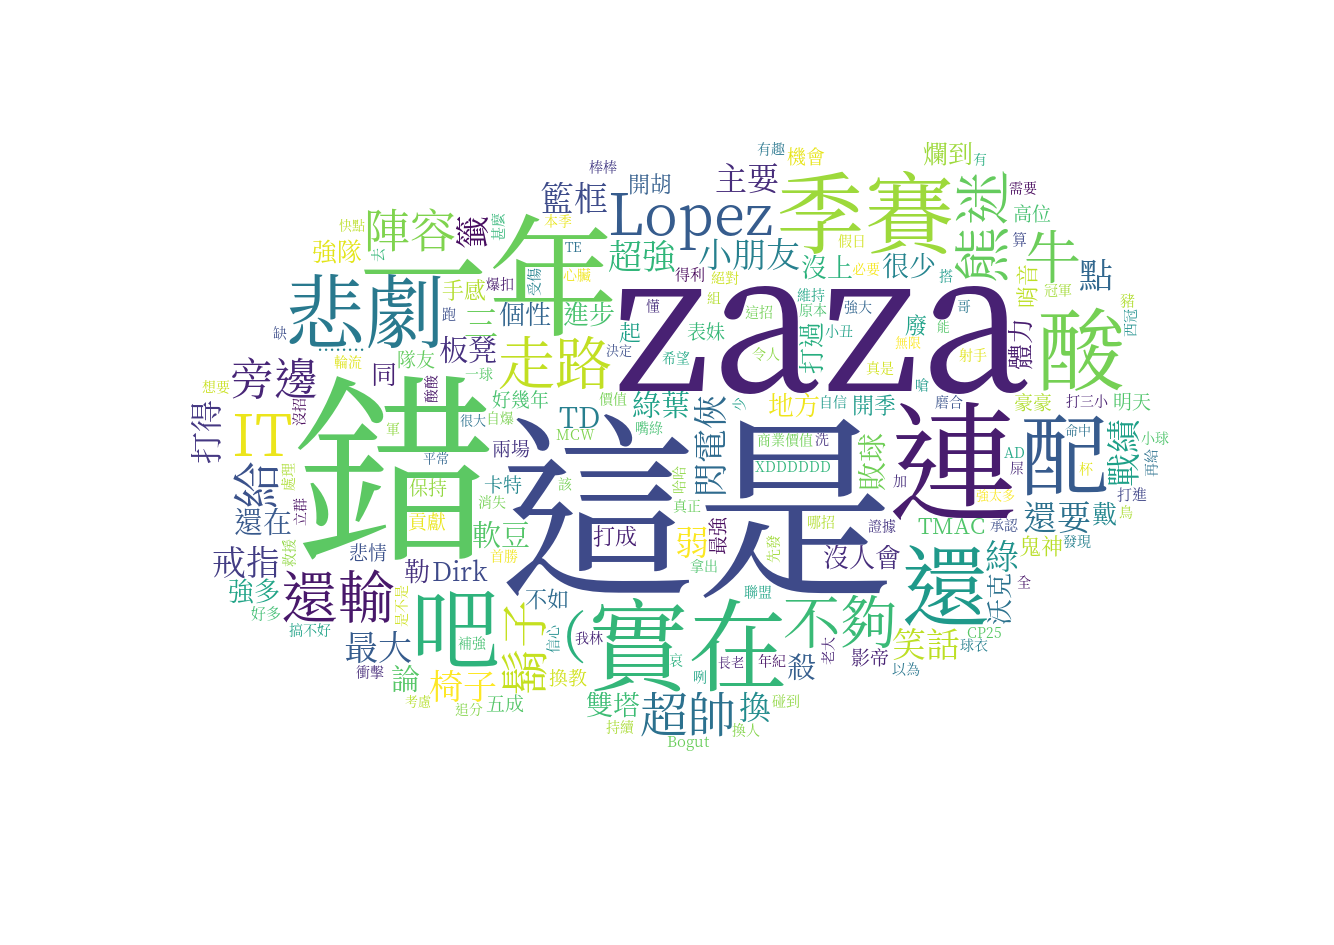 有趣
機會
爛到
有
棒棒
開胡
主要
季賽
熊迷
需要
籃框
Lopez
高位
快點
陣容
籤
甚麼
本季
一年
TE
超強
小朋友
假日
沒上
必要
很少
搭
算
牛
哨音
冠軍
點
豬
西冠
強隊
去
手感
爆扣
受傷
心臟
得利
絕對
悲劇
........
三
跑
個性
進步
起
懂
表妹
組
這招
維持
原本
打過
小丑
強大
廢
哥
能
體力
酸
缺
輪流
隊友
板凳
走路
決定
希望
令人
zaza
真是
無限
射手
嗆
旁邊
同
一球
酸酸
想要
沒招
好幾年
價值
綠葉
少
地方
自信
開季
磨合
豪豪
打三小
明天
打得
IT
軍
錯
很大
自爆
TD
MCW
嘴綠
閃電俠
商業價值
洗
敗球
連
配
命中
戰績
小球
再給
平常
兩場
這是
XDDDDDD
AD
屎
杯
打進
給
處理
保持
卡特
消失
該
哈哈
真正
加
強太多
鳥
還在
立群
貢獻
軟豆
打成
弱
最強
哪招
證據
TMAC
承認
還要
戴
發現
戒指
救援
悲情
首勝
先發
沒人會
鬼神
綠
還
勒
Dirk
拿出
聯盟
全
沃克
強多
還輸
是不是
吧
不如
好多
搞不好
補強
鬍子
信心
(
我林
實在
不夠
老大
笑話
CP25
球衣
最大
衝擊
哀
咧
長老
年紀
殺
影帝
以為
論
椅子
換教
考慮
追分
五成
雙塔
超帥
換
碰到
持續
換人
Bogut